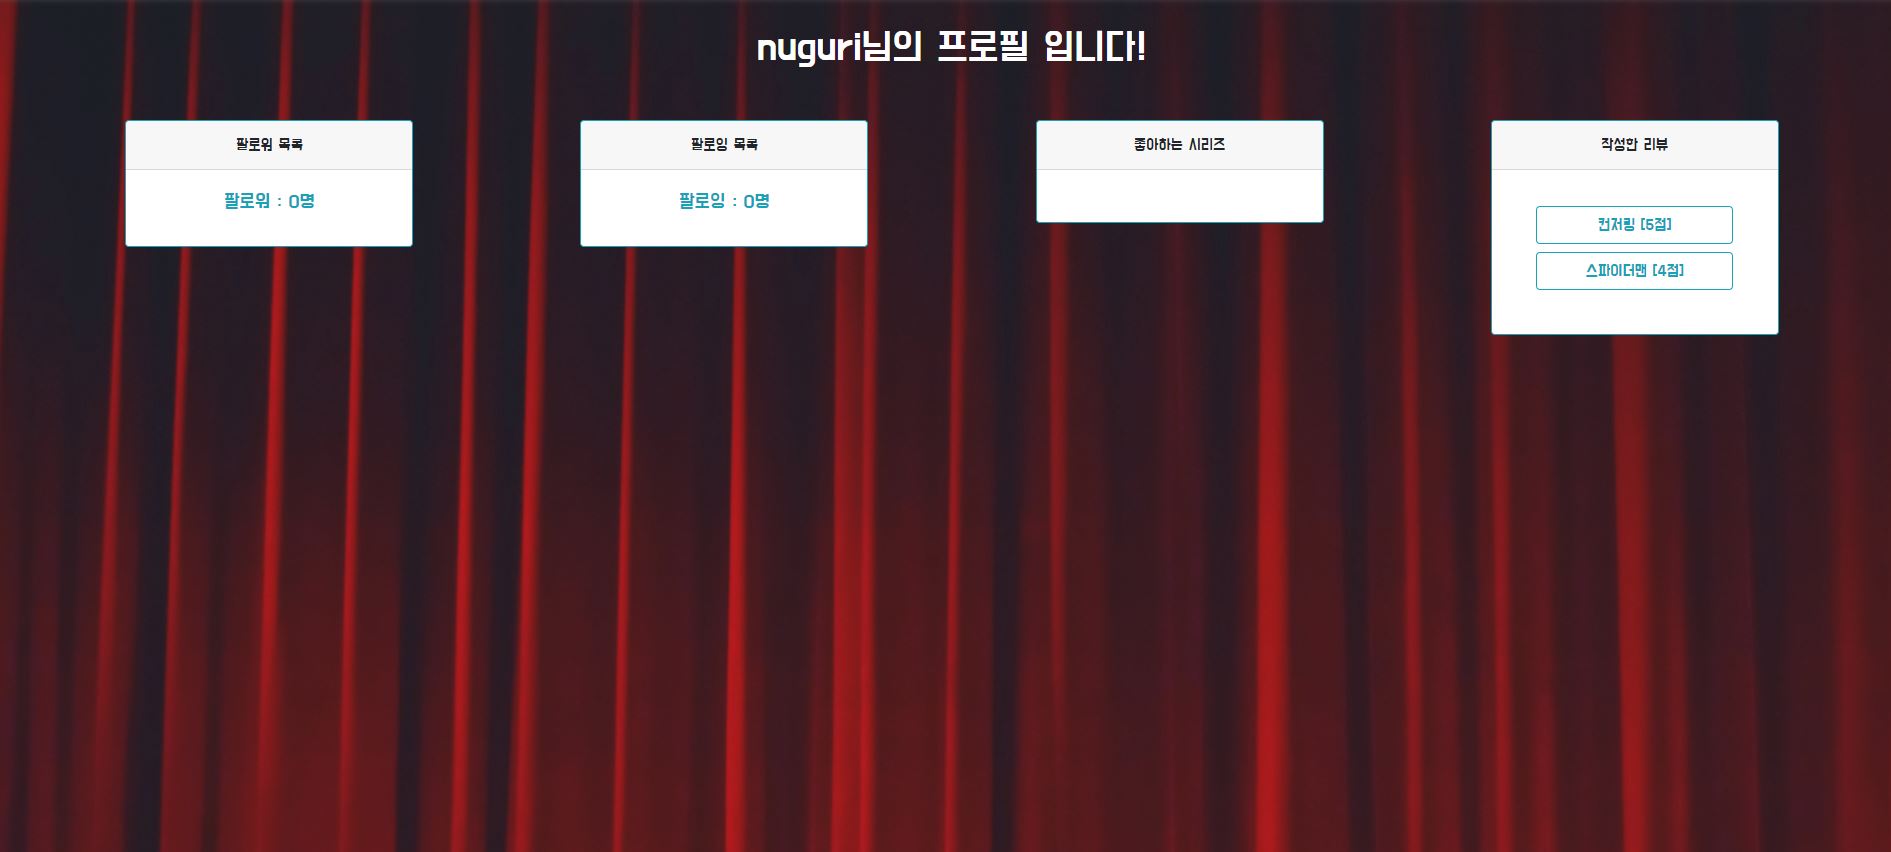 nuguri님의 프로필 입니다!
팔로워 목록
팔로워 : 0명
팔로잉 목록
팔로잉 : 0명
좋아하는 시리즈
작성한 리뷰
컨저링 [5점]
스파이더맨 [4점]